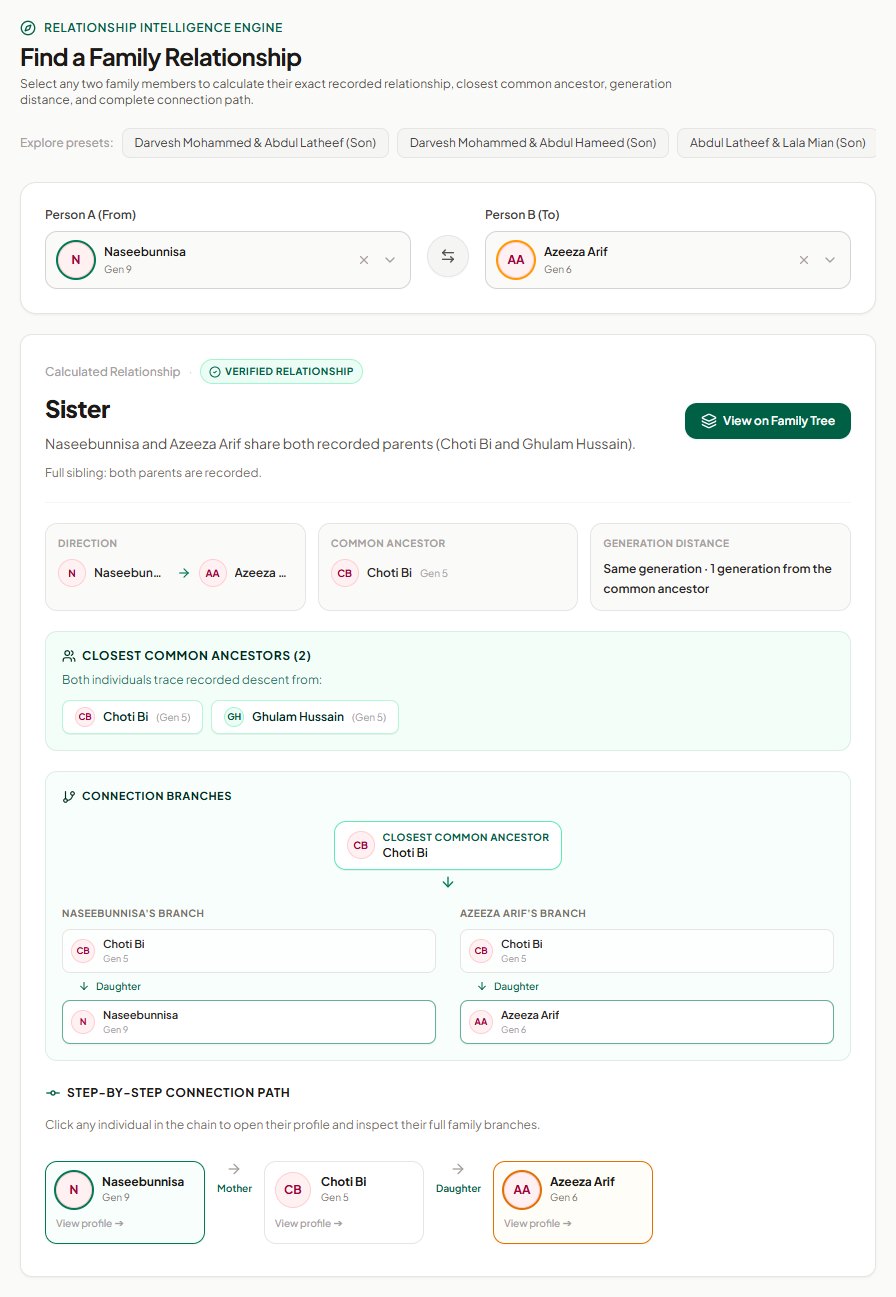 RELATIONSHIP INTELLIGENCE ENGINE
Find a Family Relationship
Select any two family members to calculate their exact recorded relationship, closest common ancestor, generation
distance, and complete connection path.
Explore presets:
Darvesh Mohammed & Abdul Latheef (Son)
Darvesh Mohammed & Abdul Hameed (Son)
Abdul Latheef & Lala Mian (Son)
Person A (From)
N
Naseebunnisa
Gen 9
Person B (To)
AA
Azeeza Arif
Gen 6
Calculated Relationship
·
VERIFIED RELATIONSHIP
Sister
Naseebunnisa and Azeeza Arif share both recorded parents (Choti Bi and Ghulam Hussain).
Full sibling: both parents are recorded.
View on Family Tree
DIRECTION
N
Naseebun...
→
AA
Azeeza ...
COMMON ANCESTOR
CB
Choti Bi Gen 5
GENERATION DISTANCE
Same generation · 1 generation from the
common ancestor
CLOSEST COMMON ANCESTORS (2)
Both individuals trace recorded descent from:
CB
Choti Bi (Gen 5)
GH
Ghulam Hussain (Gen 5)
CONNECTION BRANCHES
CB
CLOSEST COMMON ANCESTOR
Choti Bi
NASEEBUNNISA'S BRANCH
CB
Choti Bi
Gen 5
↓ Daughter
N
Naseebunnisa
Gen 9
AZEEZA ARIF'S BRANCH
CB
Choti Bi
Gen 5
↓ Daughter
AA
Azeeza Arif
Gen 6
STEP-BY-STEP CONNECTION PATH
Click any individual in the chain to open their profile and inspect their full family branches.
N
Naseebunnisa
Gen 9
View profile →
→
Mother
CB
Choti Bi
Gen 5
View profile →
→
Daughter
AA
Azeeza Arif
Gen 6
View profile →